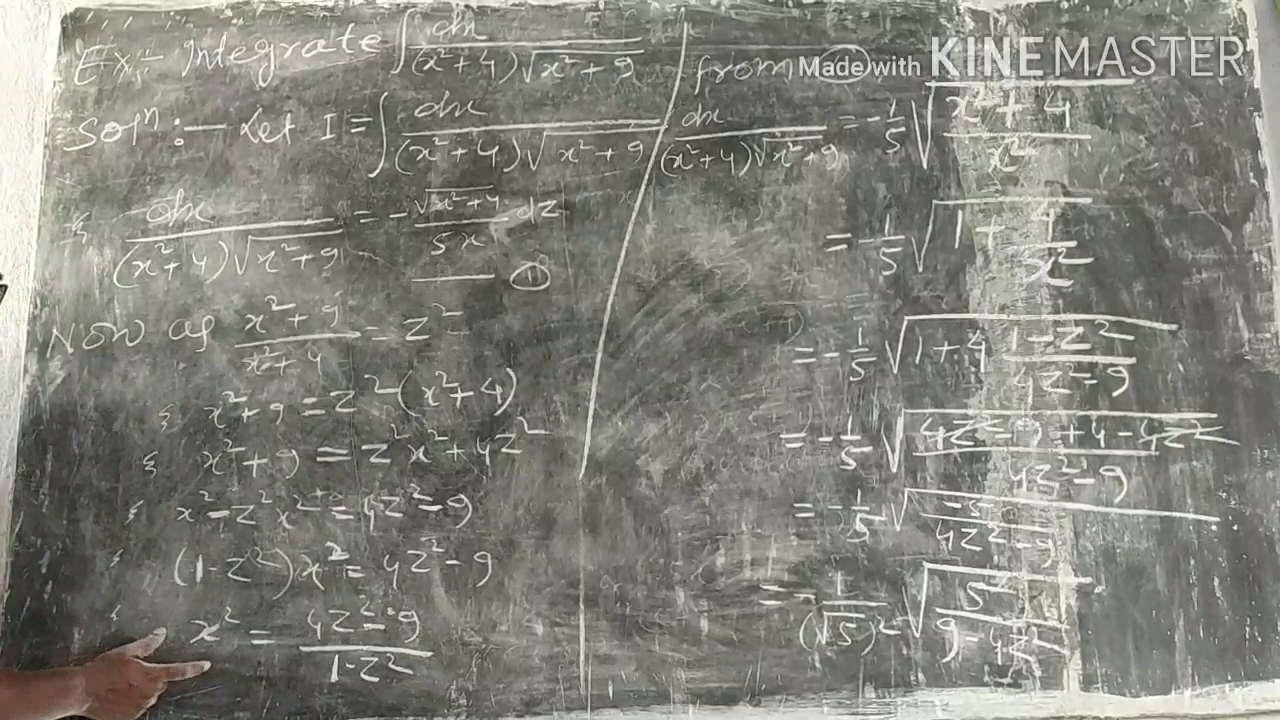 Ex:- Integrate ∫ dx / (x²+4)√x²+9
Solⁿ:- Let I = ∫ dx / (x²+4)√x²+9
dx / (x²+4)√x²+9 = - √x²+4 / 5x dz
—— ①
Now as x²+9 / x²+4 = z²
x²+9 = z²(x²+4)
x²+9 = z²x²+4z²
x²-z²x² = 4z²-9
(1-z²)x² = 4z²-9
x² = 4z²-9 / 1-z²
from
Made with KINEMASTER
dx / (x²+4)√x²+9 = -1/5 √ x²+4 / x²
= -1/5 √ 1 + 4 / x²
= -1/5 √ 1+4 1-z² / 4z²-9
= -1/5 √ 4z²-9+4-4z² / 4z²-9
= -1/5 √ -5 / 4z²-9
= - 1 / (√5)² √ 5 / 9-4z²